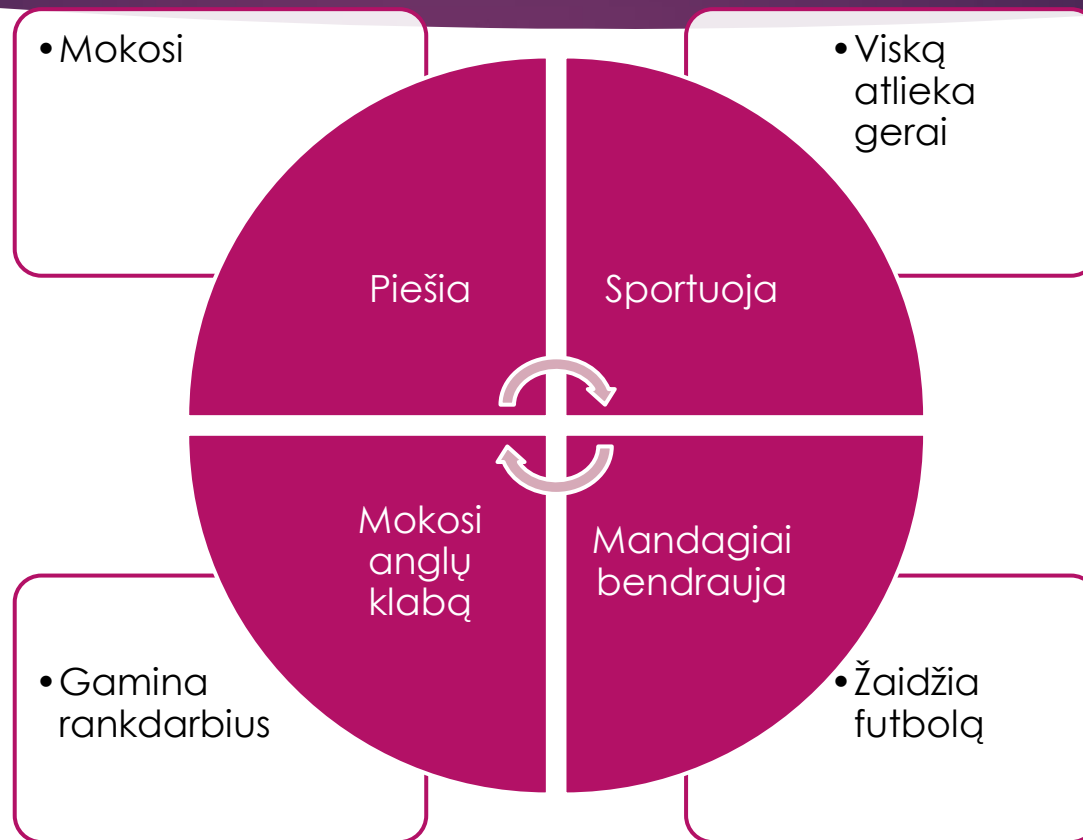 •Mokosi
•Viską
atlieka
gerai
Piešia
Sportuoja
Mokosi
anglų
klabą
Mandagiai
bendrauja
•Gamina
rankdarbius
•Žaidžia
futbolą